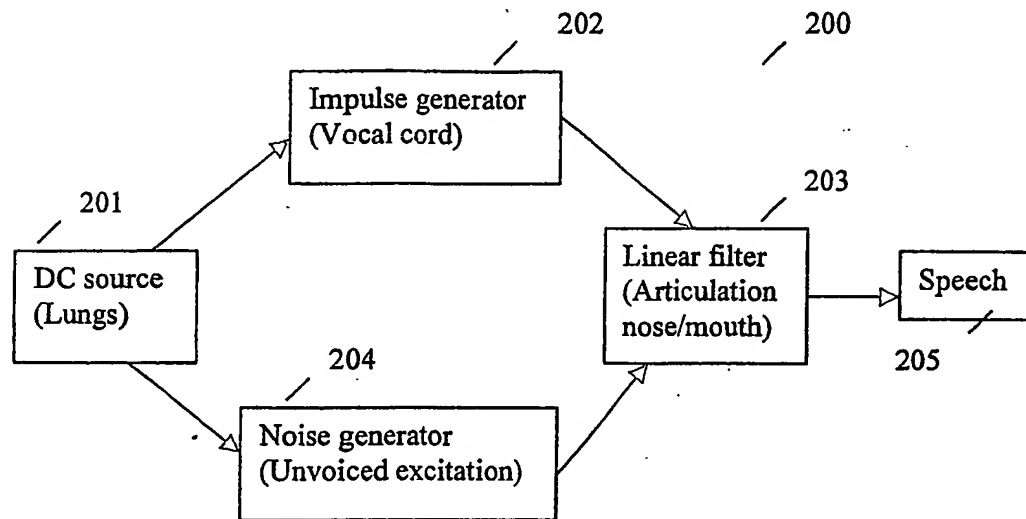 202
200
Impulse generator
(Vocal cord)
203
201
Linear filter
(Articulation
nose/mouth)
DC source
(Lungs)
Speech
205
204
Noise generator
(Unvoiced excitation)